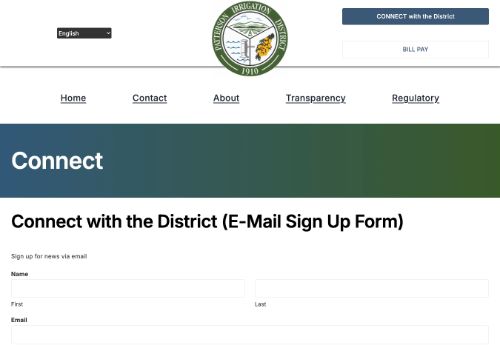 English
PATTERSON IRRIGATION DISTRICT
1910
CONNECT with the District
BILL PAY
Home
Contact
About
Transparency
Regulatory
Connect
Connect with the District (E-Mail Sign Up Form)
Sign up for news via email
Name
First
Last
Email